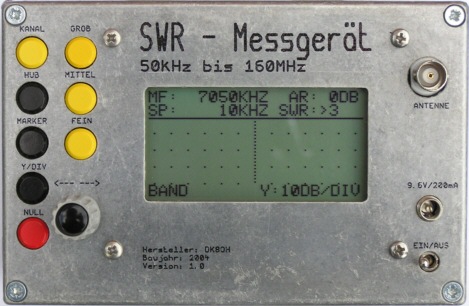 SWR - Messgerät
50KHz bis 160MHz
KANAL
GROB
HUB
MITTEL
MARKER
FEIN
Y/DIV
<--- --->
NULL
MF: 7050KHZ AR: 0DB
SP: 10KHZ SWR:>3
BAND Y:10DB/DIV
ANTENNE
9.6V/200mA
EIN/AUS
Hersteller:
Baujahr: 2004
Version: 1.0